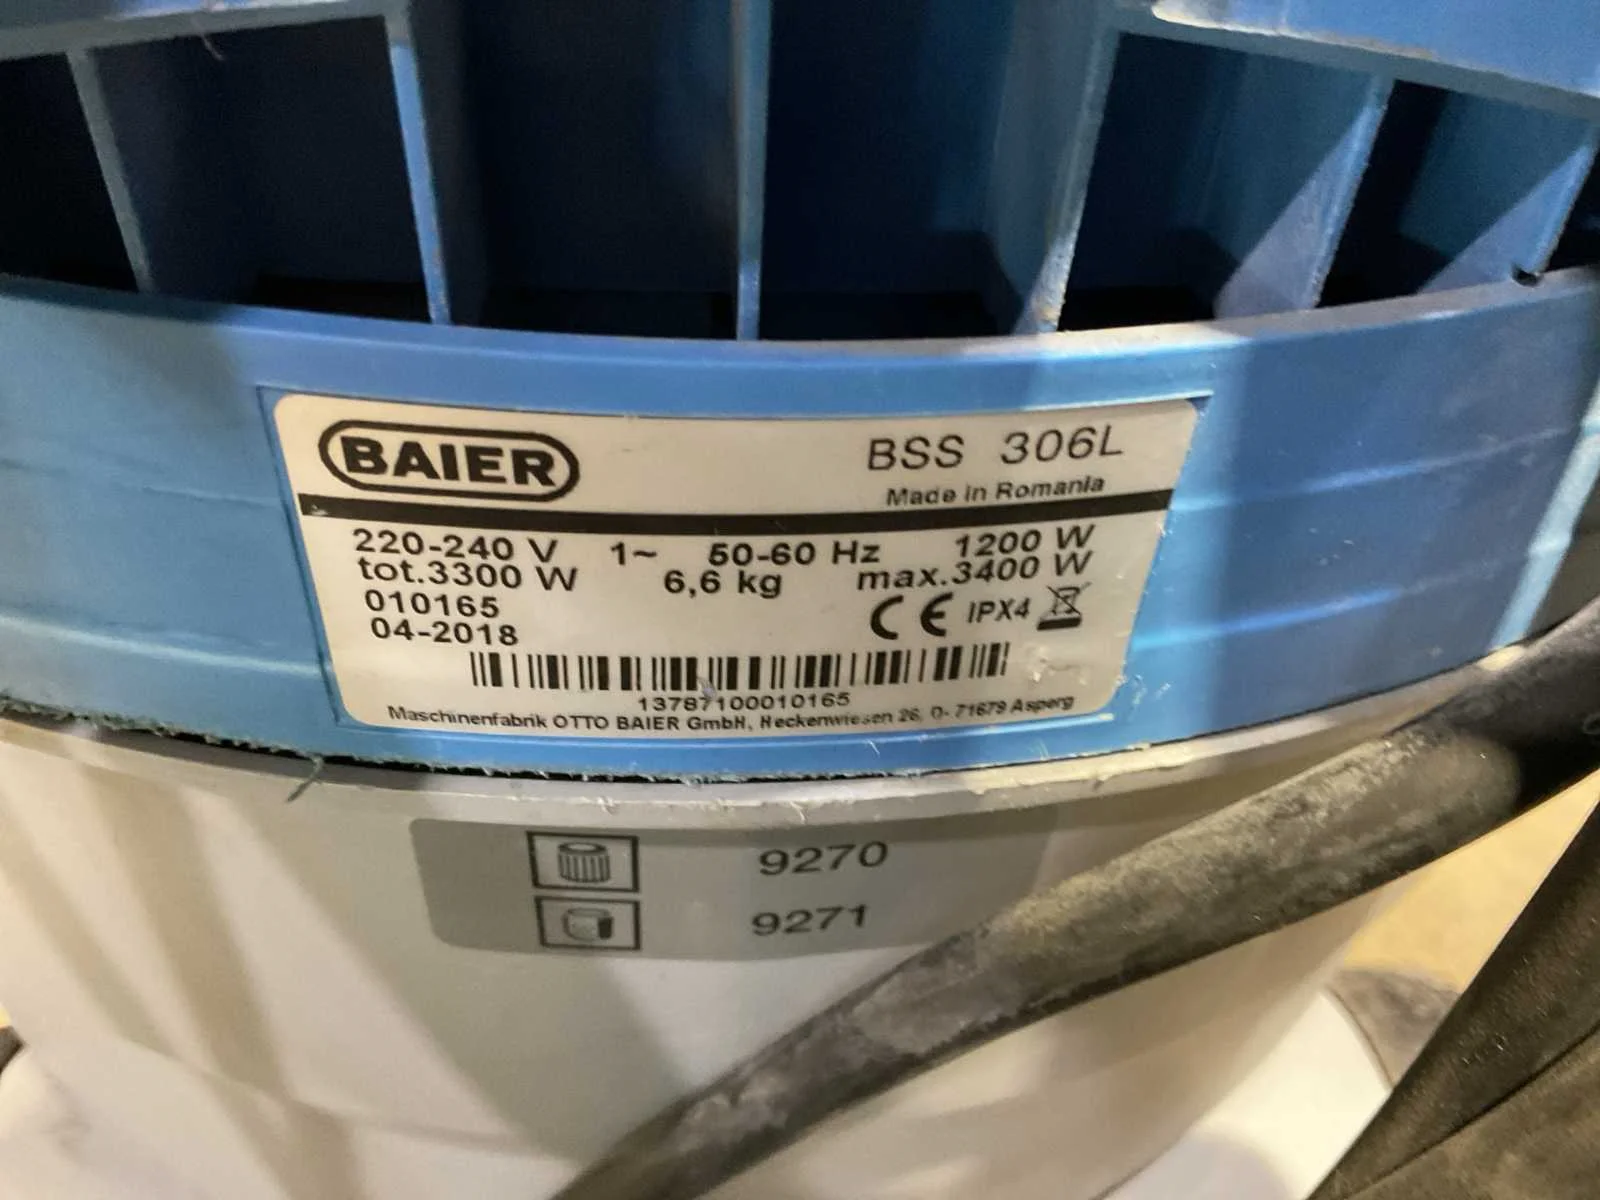 BAIER
BSS 306L
Made in Romania
220-240 V 1~ 50-60 Hz 1200 W
tot.3300 W 6,6 kg max.3400 W
010165
CE IPX4
04-2018
13787100010165
Maschinenfabrik OTTO BAIER GmbH, Heckenwiesen 26, D-71679 Asperg
9270
9271